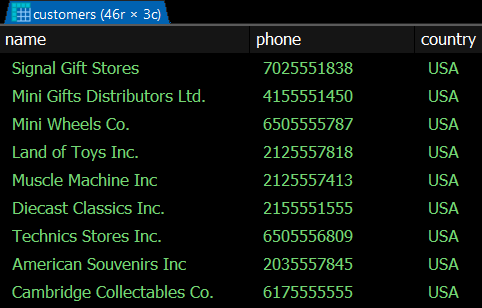 customers (46r × 3c)
name phone country
Signal Gift Stores 7025551838 USA
Mini Gifts Distributors Ltd. 4155551450 USA
Mini Wheels Co. 6505555787 USA
Land of Toys Inc. 2125557818 USA
Muscle Machine Inc 2125557413 USA
Diecast Classics Inc. 2155551555 USA
Technics Stores Inc. 6505556809 USA
American Souvenirs Inc 2035557845 USA
Cambridge Collectables Co. 6175555555 USA